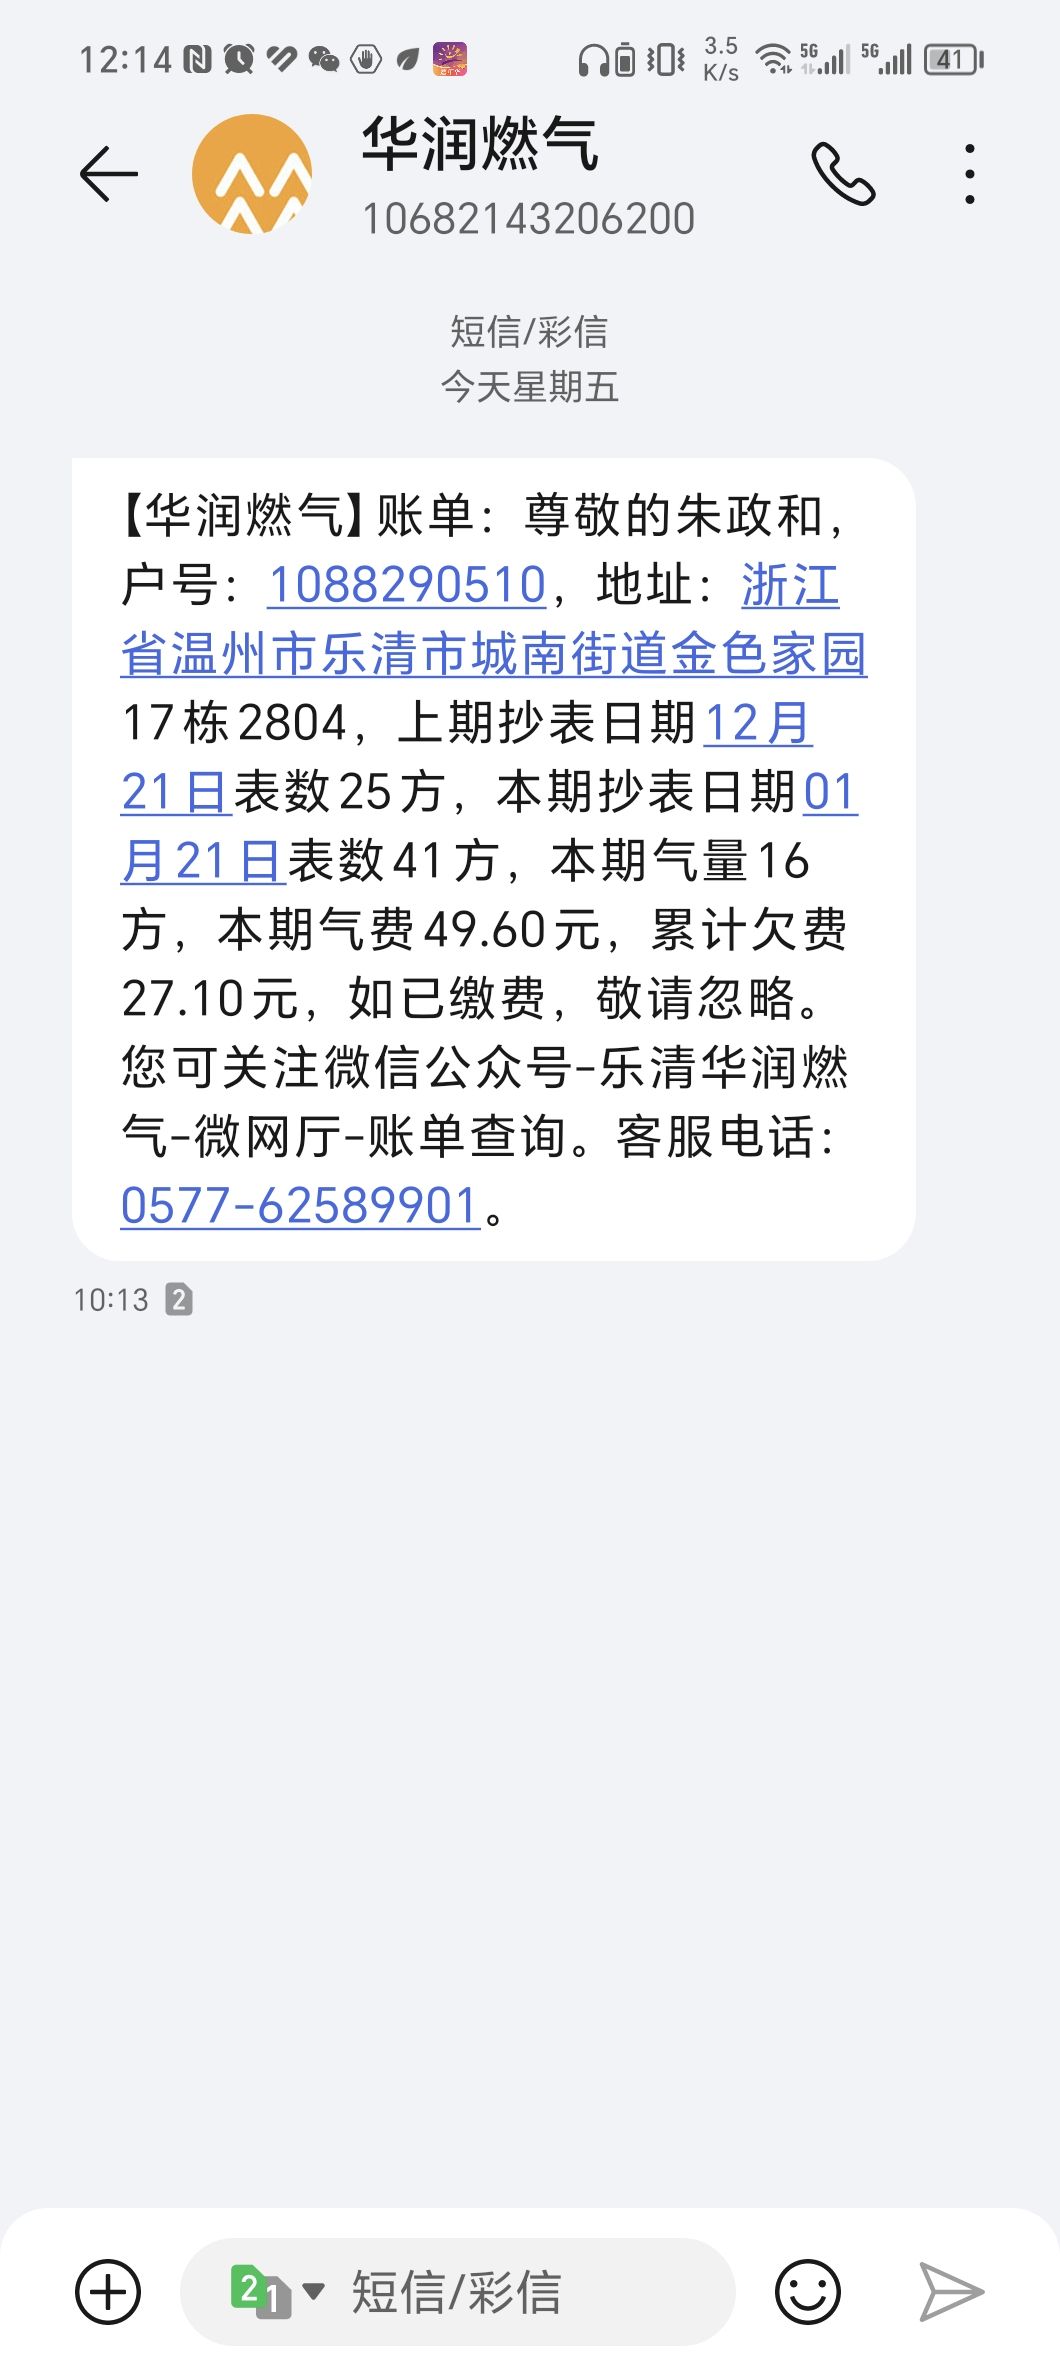 12:14
3.5
K/s
5G
5G
41
华润燃气
10682143206200
短信/彩信
今天星期五
【华润燃气】账单：尊敬的朱政和，
户号：1088290510，地址：浙江
省温州市乐清市城南街道金色家园
17栋2804，上期抄表日期12月
21日表数25方，本期抄表日期01
月21日表数41方，本期气量16
方，本期气费49.60元，累计欠费
27.10元，如已缴费，敬请忽略。
您可关注微信公众号-乐清华润燃
气-微网厅-账单查询。客服电话：
0577-62589901。
10:13 2
2 1 短信/彩信